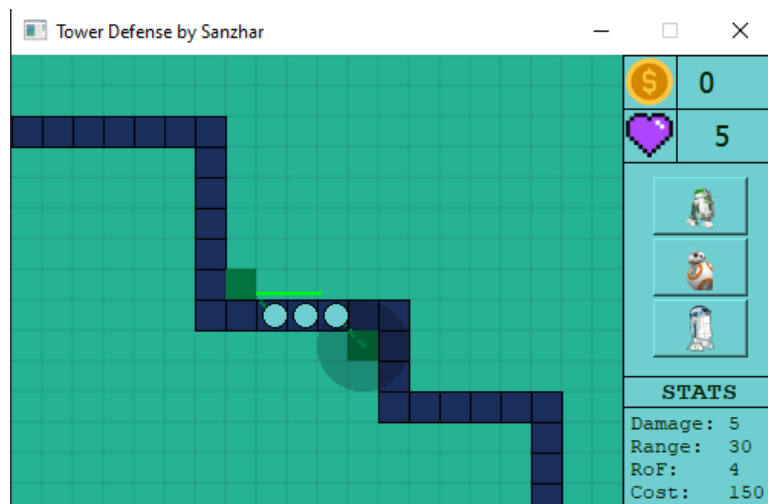 Tower Defense by Sanzhar
$ 0
5
STATS
Damage: 5
Range: 30
RoF: 4
Cost: 150